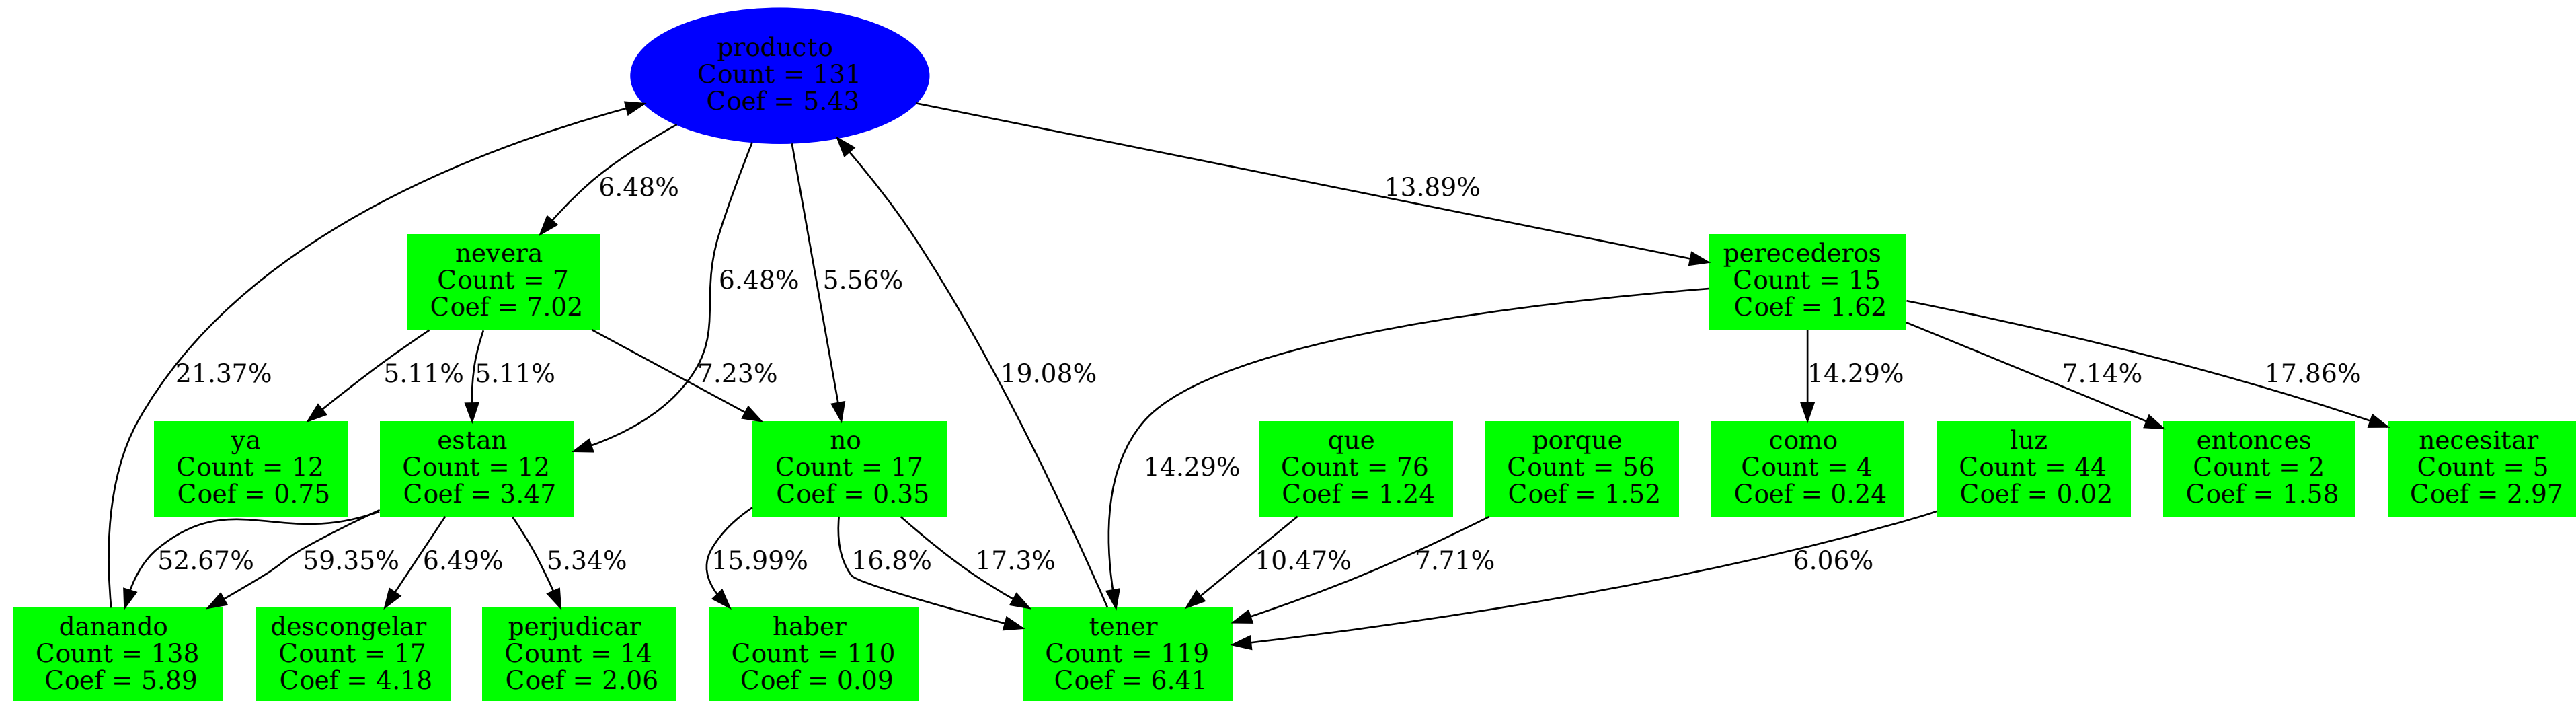 producto
Count = 131
Coef = 5.43
6.48%
13.89%
nevera
Count = 7
Coef = 7.02
6.48%
5.56%
perecederos
Count = 15
Coef = 1.62
21.37%
5.11%
5.11%
7.23%
19.08%
14.29%
7.14%
17.86%
ya
Count = 12
Coef = 0.75
estan
Count = 12
Coef = 3.47
no
Count = 17
Coef = 0.35
14.29%
que
Count = 76
Coef = 1.24
porque
Count = 56
Coef = 1.52
como
Count = 4
Coef = 0.24
luz
Count = 44
Coef = 0.02
entonces
Count = 2
Coef = 1.58
necesitar
Count = 5
Coef = 2.97
52.67%
59.35%
6.49%
5.34%
15.99%
16.8%
17.3%
10.47%
7.71%
6.06%
danando
Count = 138
Coef = 5.89
descongelar
Count = 17
Coef = 4.18
perjudicar
Count = 14
Coef = 2.06
haber
Count = 110
Coef = 0.09
tener
Count = 119
Coef = 6.41